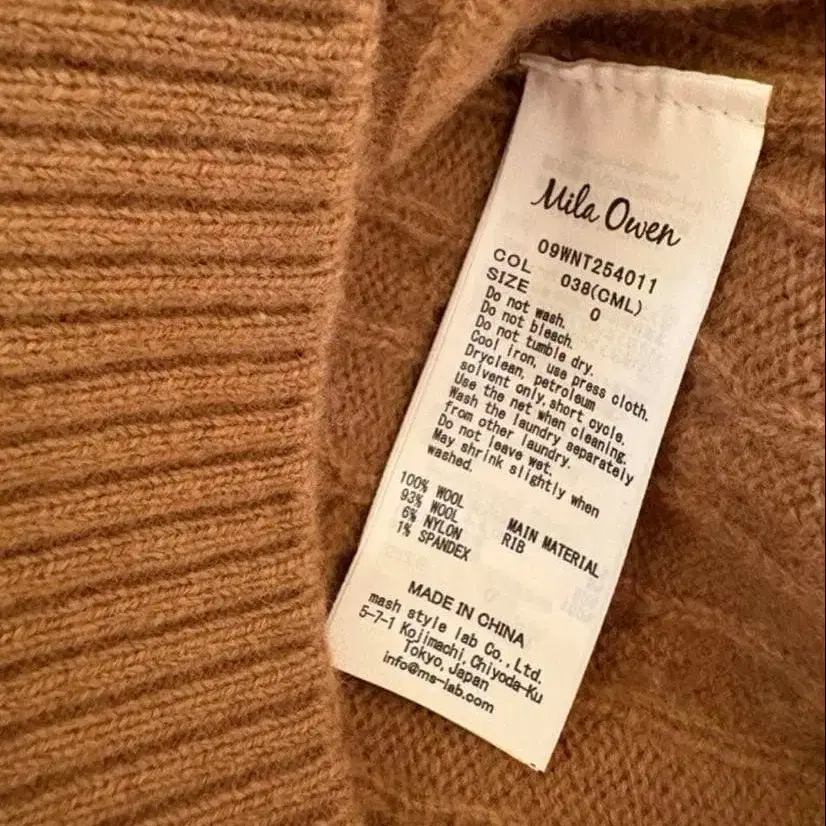 Mila Owen
09WNT254011
COL 038(CML)
SIZE 0
Do not wash.
Do not bleach.
Do not tumble dry.
Cool iron, use press cloth.
Dryclean, petroleum
solvent only.short cycle.
Use the net when cleaning.
Wash the laundry separately
from other laundry.
Do not leave wet.
May shrink slightly when
washed.
100% WOOL MAIN MATERIAL
93% WOOL RIB
6% NYLON
1% SPANDEX
MADE IN CHINA
mash style lab Co.,Ltd.
5-7-1 Kojimachi,Chiyoda-Ku
Tokyo,Japan
info@ms-lab.com